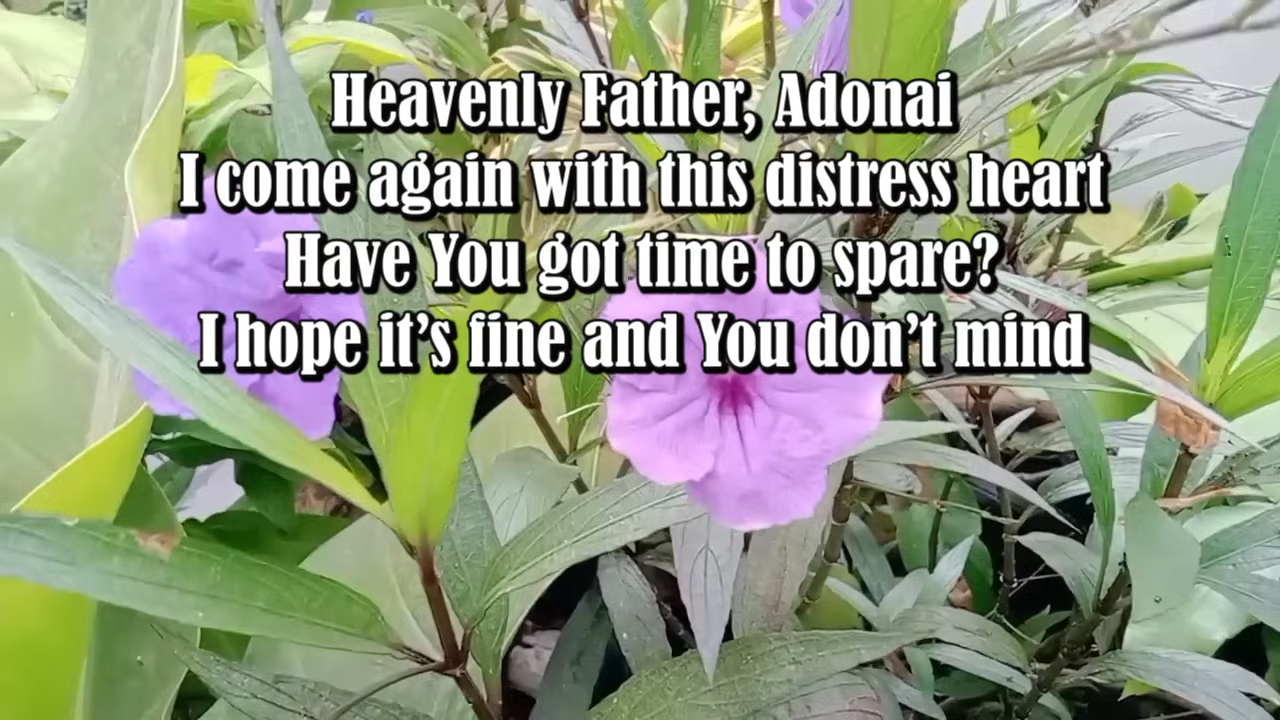 Heavenly Father, Adonai
I come again with this distress heart
Have You got time to spare?
I hope it’s fine and You don’t mind